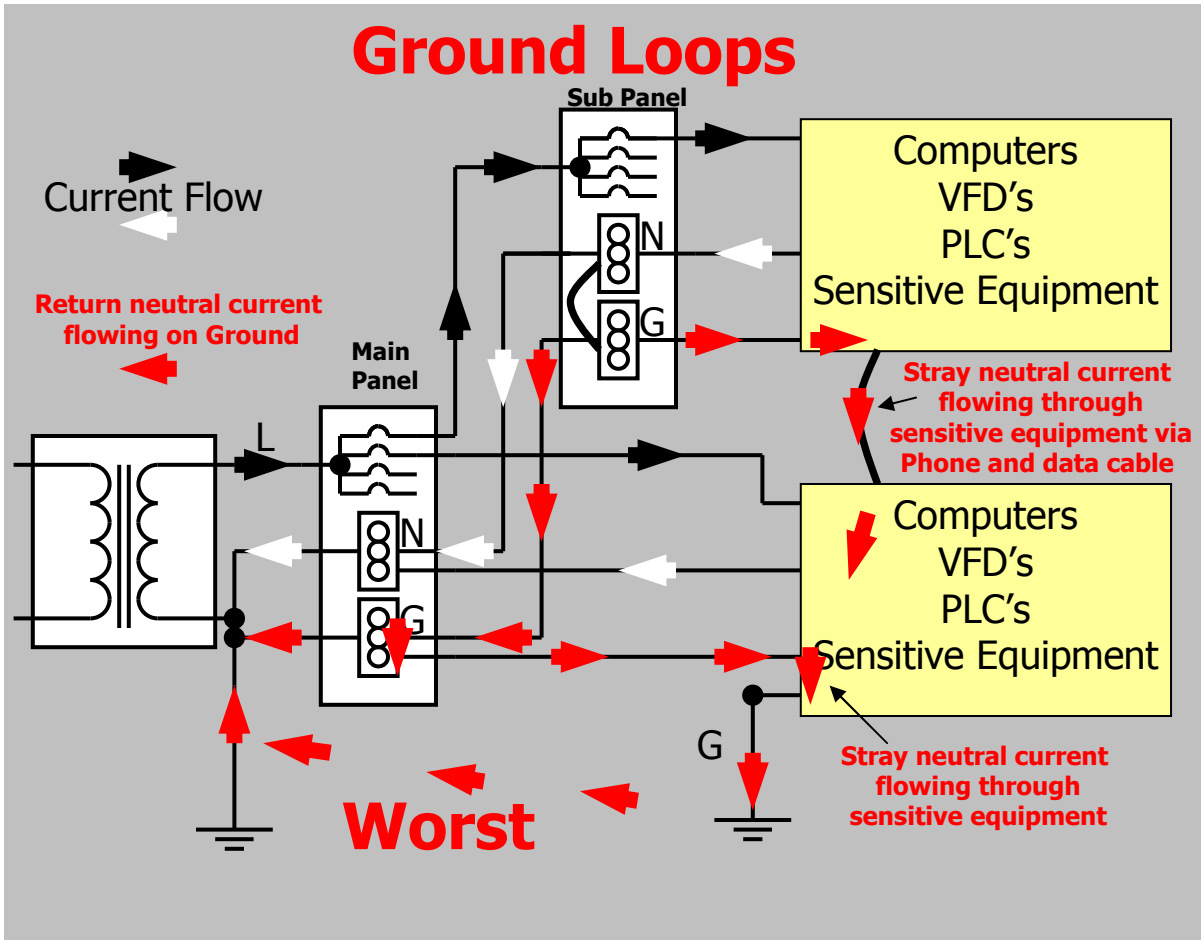 Ground Loops
Sub Panel
Current Flow
Computers
VFD's
PLC's
Sensitive Equipment
N
G
Return neutral current
flowing on Ground
Main
Panel
Stray neutral current
flowing through
sensitive equipment via
Phone and data cable
L
N
G
Computers
VFD's
PLC's
Sensitive Equipment
G
Stray neutral current
flowing through
sensitive equipment
Worst